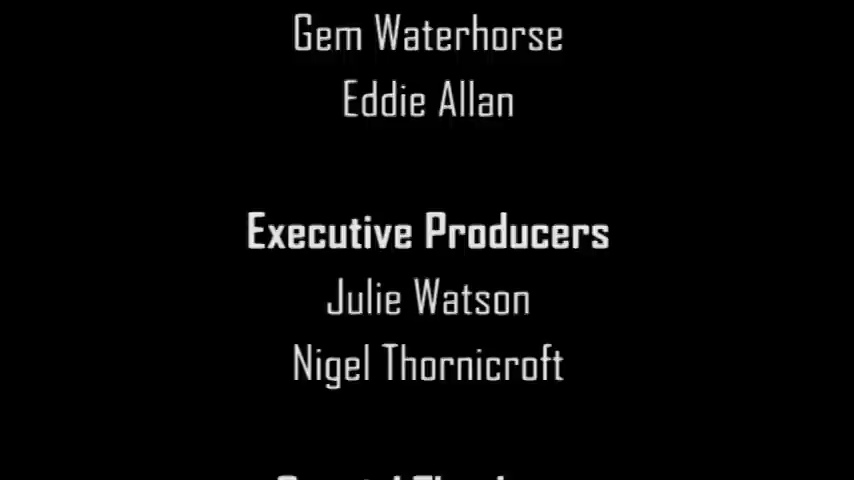 Gem Waterhorse
Eddie Allan
Executive Producers
Julie Watson
Nigel Thornicroft